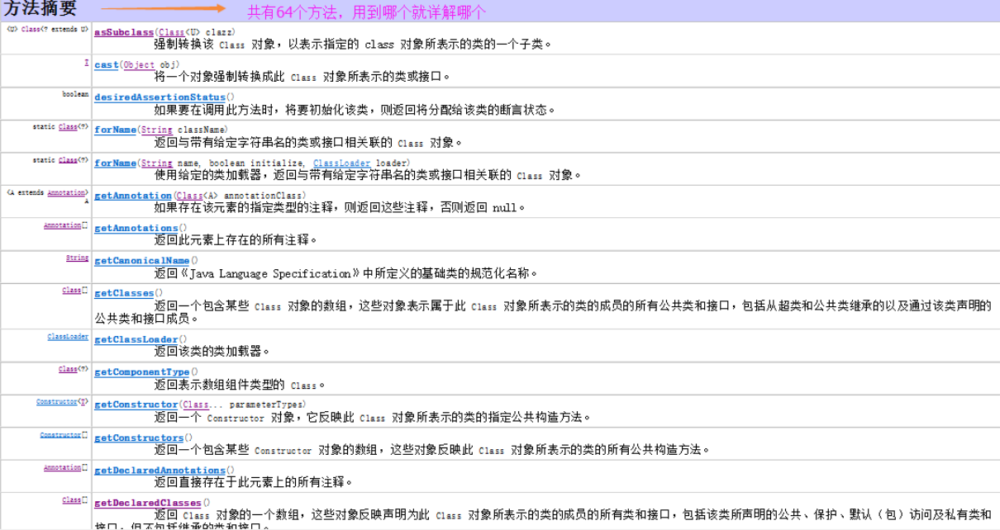 方法摘要 共有64个方法，用到哪个就详解哪个
<U> Class<? extends U> asSubclass(Class<U> clazz)
强制转换该 Class 对象，以表示指定的 class 对象所表示的类的一个子类。
T cast(Object obj)
将一个对象强制转换成此 Class 对象所表示的类或接口。
boolean desiredAssertionStatus()
如果要在调用此方法时，将要初始化该类，则返回将分配给该类的断言状态。
static Class<?> forName(String className)
返回与带有给定字符串名的类或接口相关联的 Class 对象。
static Class<?> forName(String name, boolean initialize, ClassLoader loader)
使用给定的类加载器，返回与带有给定字符串名的类或接口相关联的 Class 对象。
<A extends Annotation> getAnnotation(Class<A> annotationClass)
A 如果存在该元素的指定类型的注释，则返回这些注释，否则返回 null。
Annotation[] getAnnotations()
返回此元素上存在的所有注释。
String getCanonicalName()
返回《Java Language Specification》中所定义的基础类的规范化名称。
Class[] getClasses()
返回一个包含某些 Class 对象的数组，这些对象表示属于此 Class 对象所表示的类的成员的所有公共类和接口，包括从超类和公共类继承的以及通过该类声明的
公共类和接口成员。
ClassLoader getClassLoader()
返回该类的类加载器。
Class<?> getComponentType()
返回表示数组组件类型的 Class。
Constructor<T> getConstructor(Class... parameterTypes)
返回一个 Constructor 对象，它反映此 Class 对象所表示的类的指定公共构造方法。
Constructor[] getConstructors()
返回一个包含某些 Constructor 对象的数组，这些对象反映此 Class 对象所表示的类的所有公共构造方法。
Annotation[] getDeclaredAnnotations()
返回直接存在于此元素上的所有注释。
Class[] getDeclaredClasses()
返回 Class 对象的一个数组，这些对象反映声明为此 Class 对象所表示的类的成员的所有类和接口，包括该类所声明的公共、保护、默认（包）访问及私有类和
接口，但不包括继承的类和接口。